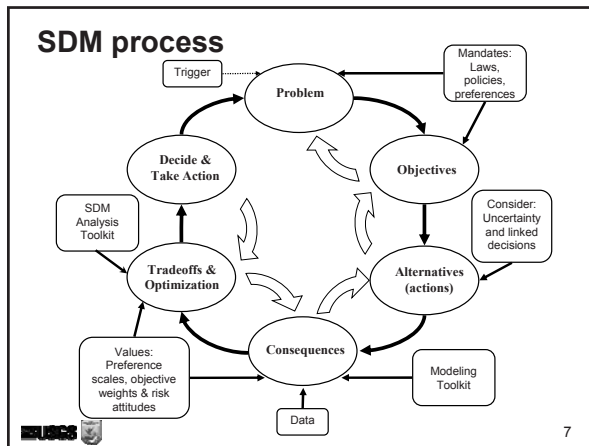 SDM process
Trigger
Problem
Mandates:
Laws,
policies,
preferences
Decide &
Take Action
Objectives
SDM
Analysis
Toolkit
Consider:
Uncertainty
and linked
decisions
Tradeoffs &
Optimization
Alternatives
(actions)
Values:
Preference
scales, objective
weights & risk
attitudes
Consequences
Modeling
Toolkit
Data
USGS
7